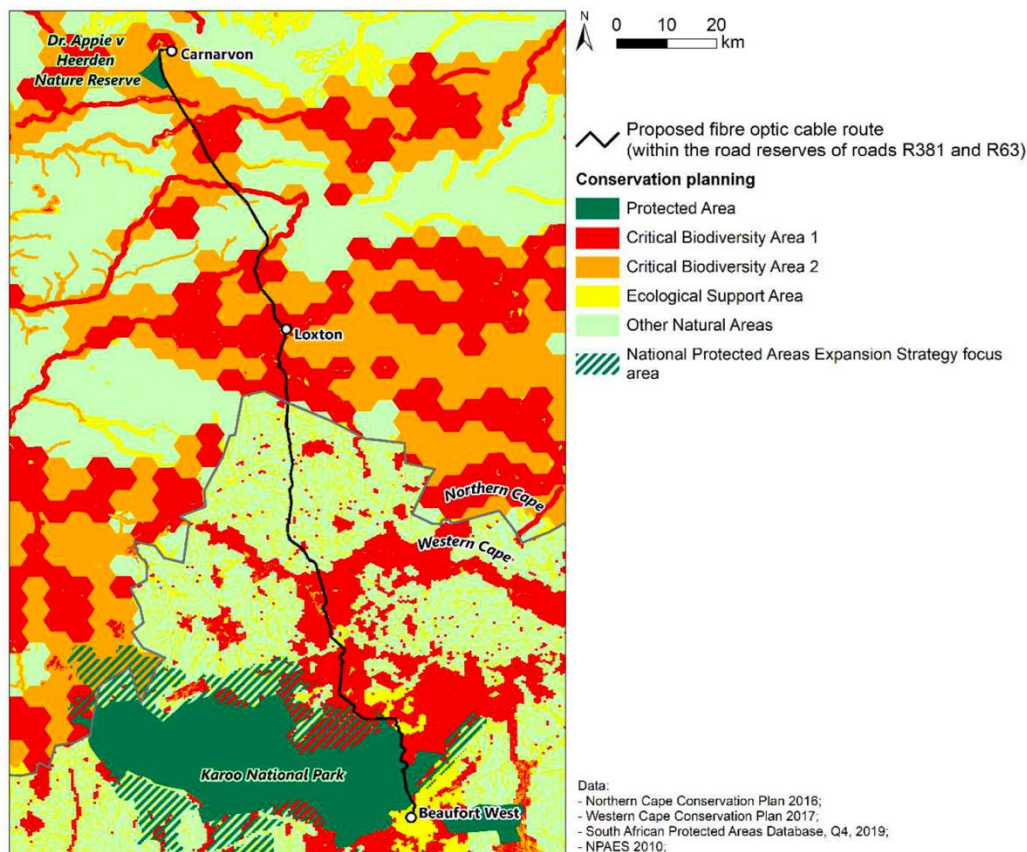 Dr. Appie v
Heerden
Nature Reserve
Carnarvon
Loxton
Northern Cape
Western Cape
Karoo National Park
Beaufort West
N
0 10 20
km
Proposed fibre optic cable route
(within the road reserves of roads R381 and R63)
Conservation planning
Protected Area
Critical Biodiversity Area 1
Critical Biodiversity Area 2
Ecological Support Area
Other Natural Areas
National Protected Areas Expansion Strategy focus
area
Data:
- Northern Cape Conservation Plan 2016;
- Western Cape Conservation Plan 2017;
- South African Protected Areas Database, Q4, 2019;
- NPAES 2010;